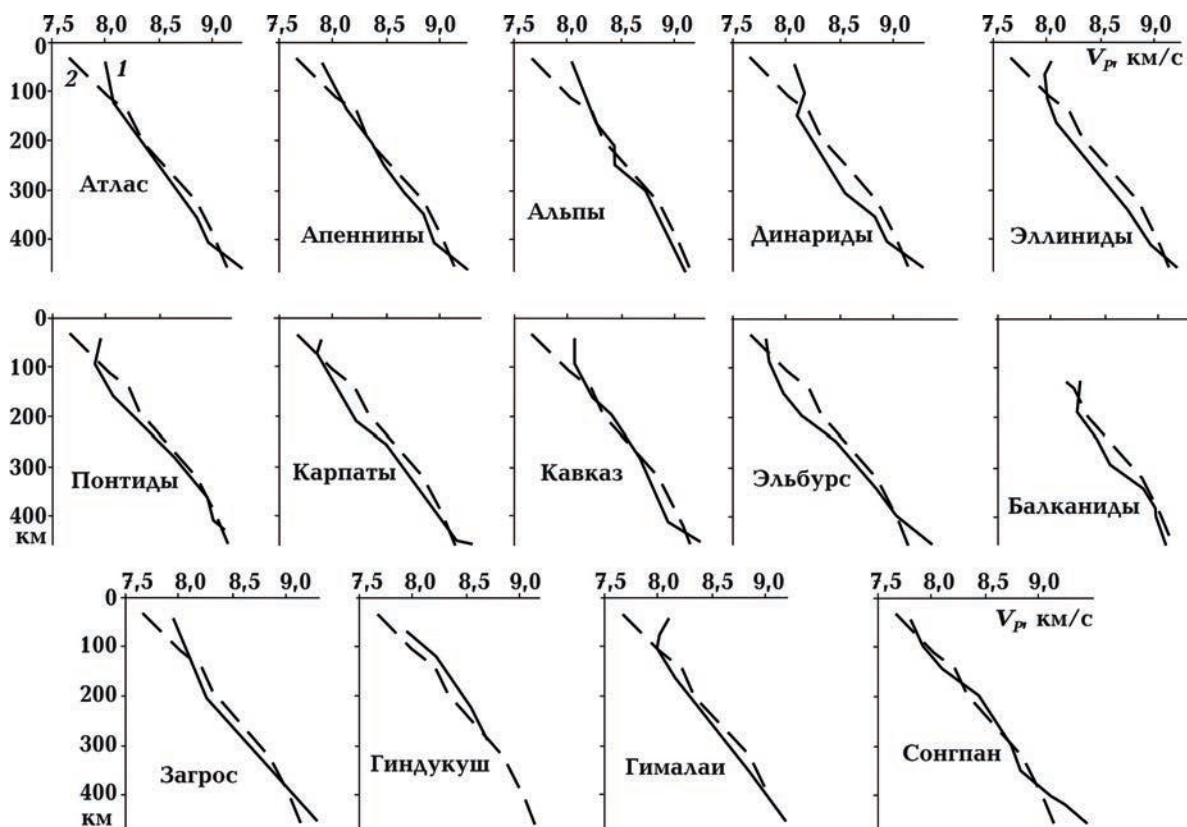 7,5 8,0 8,5 9,0 7,5 8,0 8,5 9,0 7,5 8,0 8,5 9,0 7,5 8,0 8,5 9,0 7,5 8,0 8,5 9,0
0
V_P, км/с
2 1
100
200
300
400
Атлас
Апеннины
Альпы
Динариды
Эллиниды
0
100
200
300
400
км
Понтиды
Карпаты
Кавказ
Эльбурс
Балканиды
7,5 8,0 8,5 9,0 7,5 8,0 8,5 9,0 7,5 8,0 8,5 9,0 7,5 8,0 8,5 9,0
0
V_P, км/с
100
200
300
400
км
Загрос
Гиндукуш
Гималаи
Сонгпан